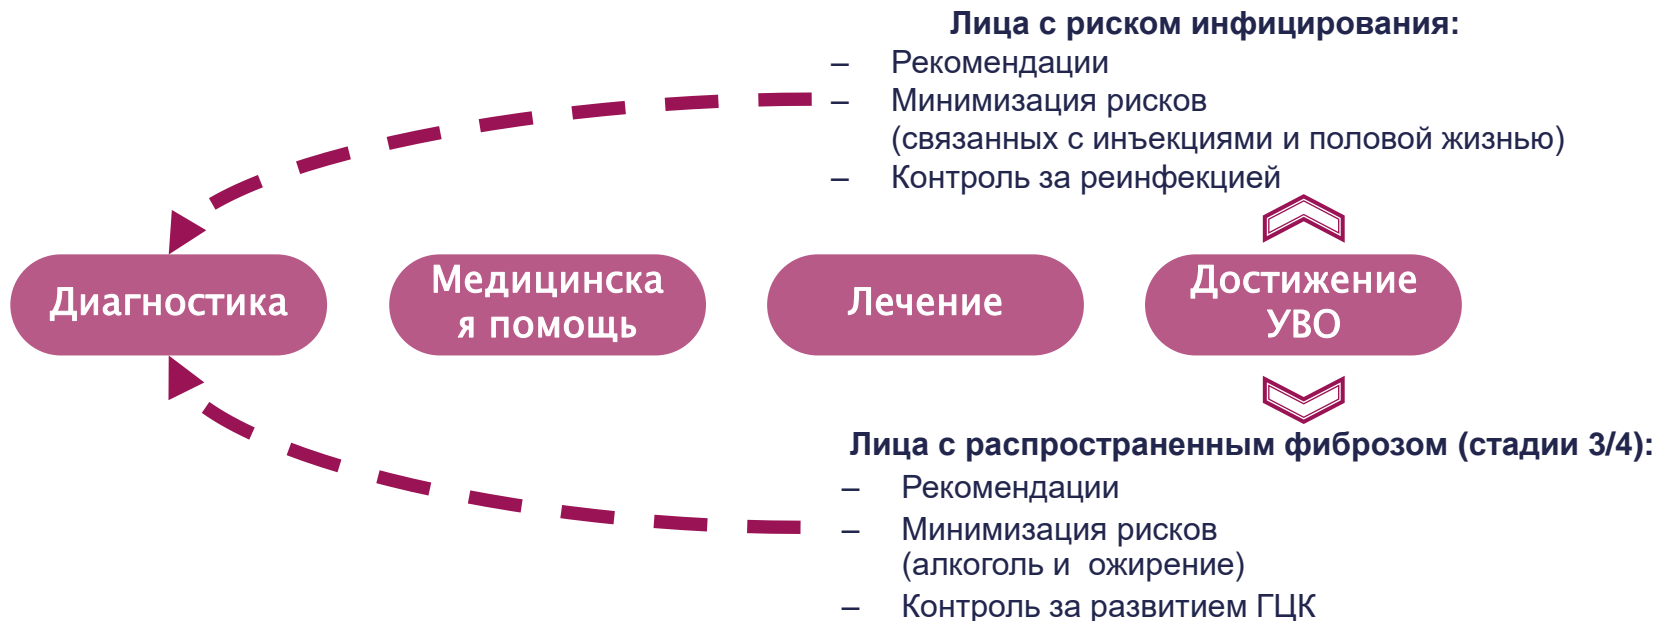 Лица с риском инфицирования:
– Рекомендации
– Минимизация рисков
(связанных с инъекциями и половой жизнью)
– Контроль за реинфекцией
Диагностика
Медицинска
я помощь
Лечение
Достижение
УВО
Лица с распространенным фиброзом (стадии 3/4):
– Рекомендации
– Минимизация рисков
(алкоголь и ожирение)
– Контроль за развитием ГЦК